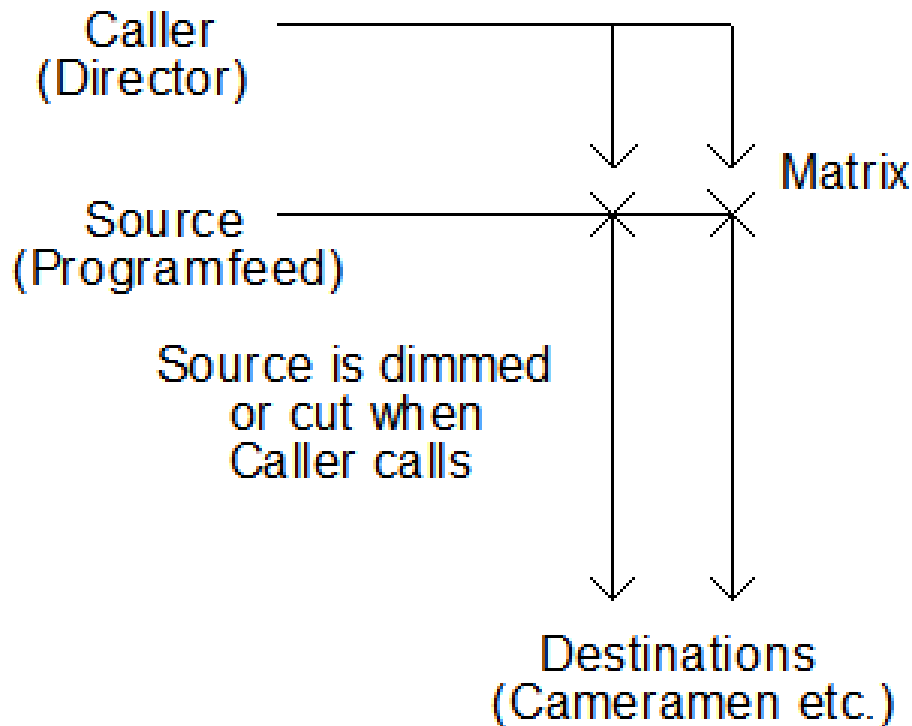 Caller
(Director)
Matrix
Source
(Programfeed)
Source is dimmed
or cut when
Caller calls
Destinations
(Cameramen etc.)